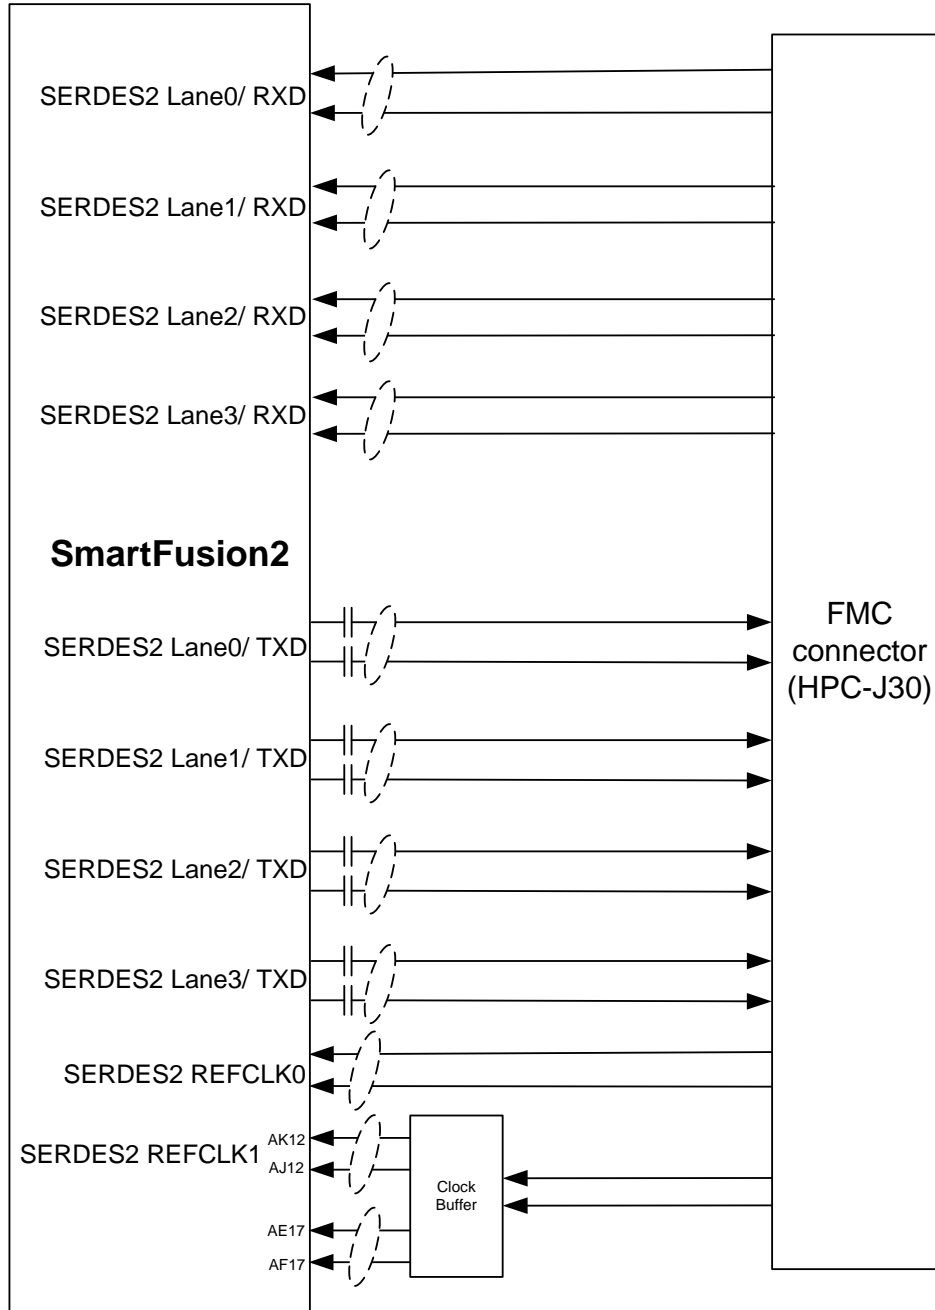 SERDES2 Lane0/ RXD
SERDES2 Lane1/ RXD
SERDES2 Lane2/ RXD
SERDES2 Lane3/ RXD
SmartFusion2
SERDES2 Lane0/ TXD
FMC
connector
(HPC-J30)
SERDES2 Lane1/ TXD
SERDES2 Lane2/ TXD
SERDES2 Lane3/ TXD
SERDES2 REFCLK0
SERDES2 REFCLK1
AK12
AJ12
Clock
Buffer
AE17
AF17